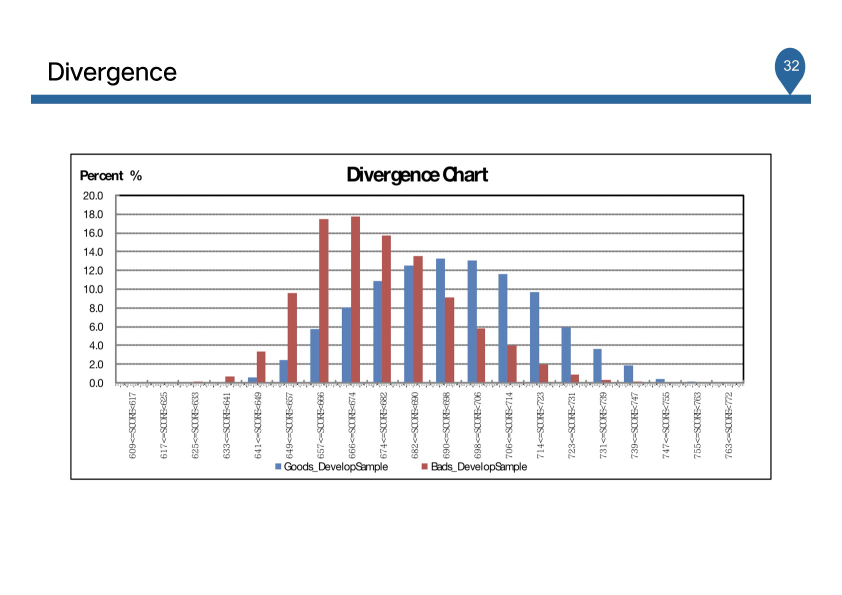 Divergence
32
Percent %
Divergence Chart
20.0
18.0
16.0
14.0
12.0
10.0
8.0
6.0
4.0
2.0
0.0
609<=SCORE<617
617<=SCORE<625
625<=SCORE<633
633<=SCORE<641
641<=SCORE<649
649<=SCORE<657
657<=SCORE<666
666<=SCORE<674
674<=SCORE<682
682<=SCORE<690
690<=SCORE<698
698<=SCORE<706
706<=SCORE<714
714<=SCORE<723
723<=SCORE<731
731<=SCORE<739
739<=SCORE<747
747<=SCORE<755
755<=SCORE<763
763<=SCORE<772
Goods_DevelopSample
Bads_DevelopSample